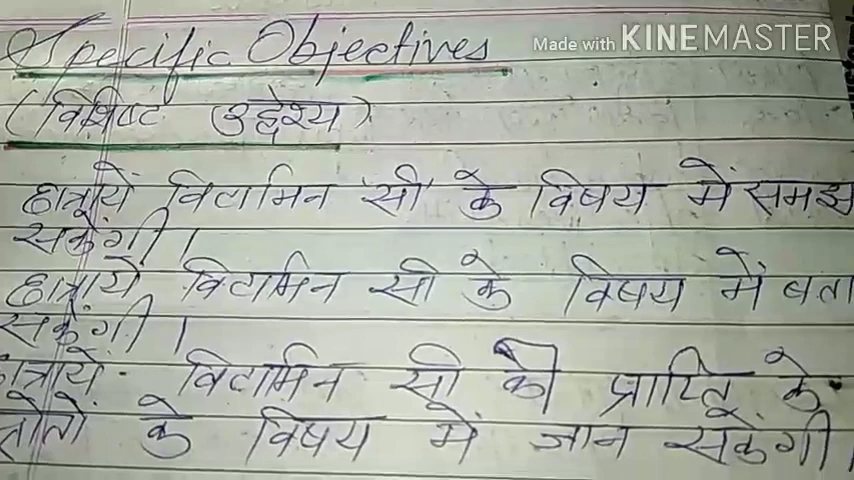 Specific Objectives
Made with KINEMASTER
(विशिष्ट उद्देश्य)
छात्रायें विटामिन 'सी' के विषय में समझ
सकेंगी।
छात्रायें विटामिन सी के विषय में बता
सकेंगी।
छात्रायें विटामिन सी की प्राप्ति के
स्रोतों के विषय में जान सकेंगी।